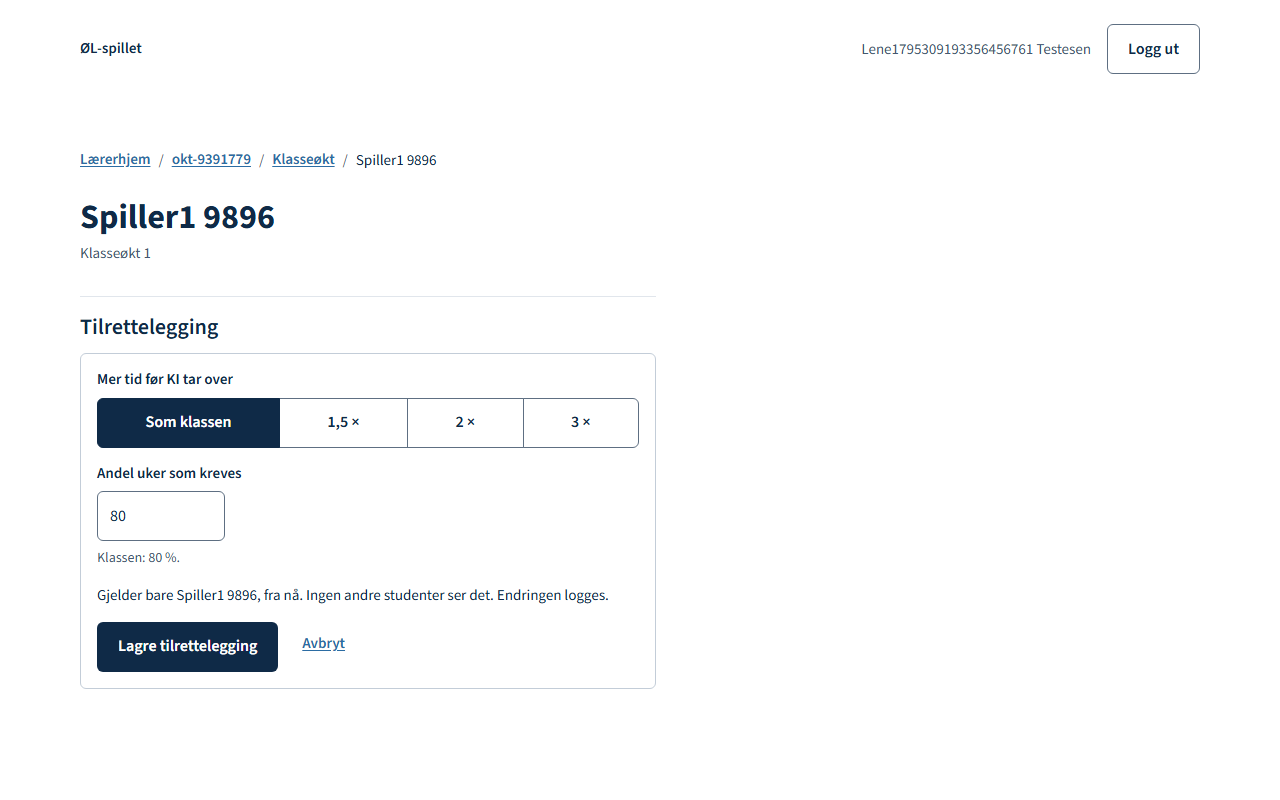 ØL-spillet
Lene1795309193356456761 Testesen
Logg ut
Lærerhjem / okt-9391779 / Klasseøkt / Spiller1 9896
Spiller1 9896
Klasseøkt 1
Tilrettelegging
Mer tid før KI tar over
Som klassen
1,5 ×
2 ×
3 ×
Andel uker som kreves
80
Klassen: 80 %.
Gjelder bare Spiller1 9896, fra nå. Ingen andre studenter ser det. Endringen logges.
Lagre tilrettelegging
Avbryt